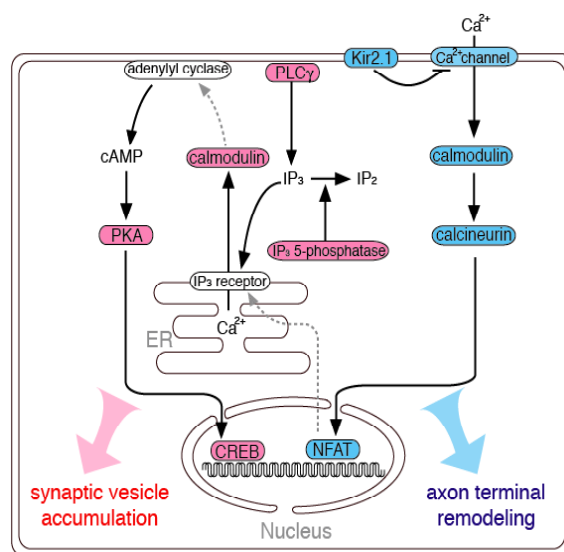 Ca²⁺
adenylyl cyclase
PLCγ
Kir2.1
Ca²⁺channel
cAMP
calmodulin
IP₃
IP₂
calmodulin
PKA
IP₃ 5-phosphatase
calcineurin
IP₃ receptor
Ca²⁺
ER
CREB
NFAT
synaptic vesicle
accumulation
axon terminal
remodeling
Nucleus